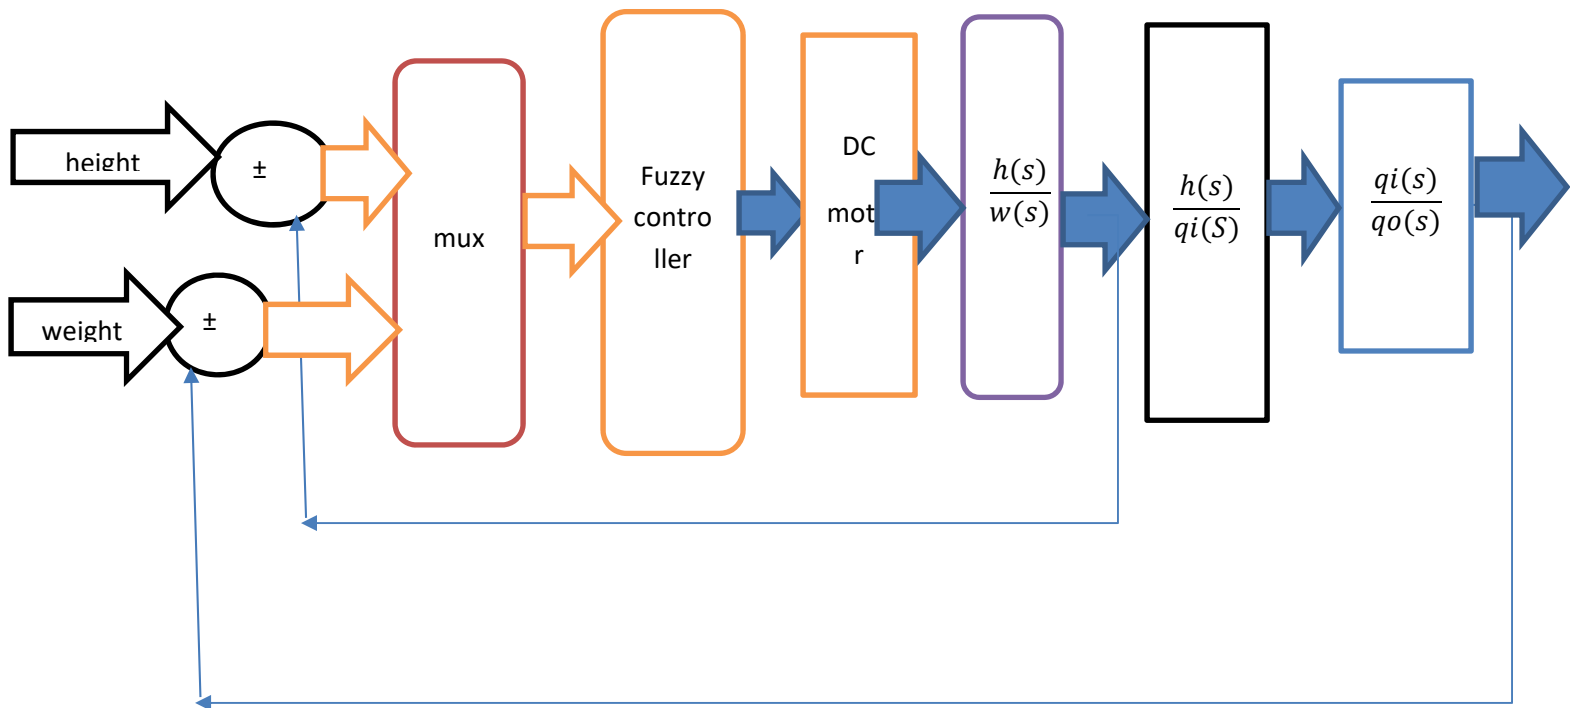 height
±
weight
±
mux
Fuzzy
contro
ller
DC
mot
r
h(s)
w(s)
h(s)
qi(S)
qi(s)
qo(s)